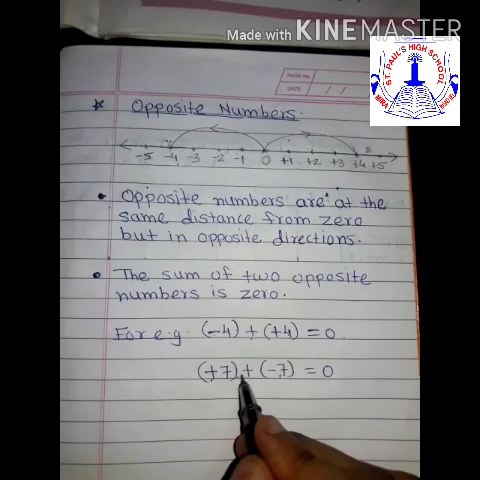 Made with KINEMASTER
ST. PAUL'S HIGH SCHOOL
PAGE NO.
DATE / /
* Opposite Numbers.
-5 -4 -3 -2 -1 0 +1 +2 +3 +4 +5
• Opposite numbers are at the
same distance from zero
but in opposite directions.
• The sum of two opposite
numbers is zero.
For e.g. (-4) + (+4) = 0
(+7) + (-7) = 0